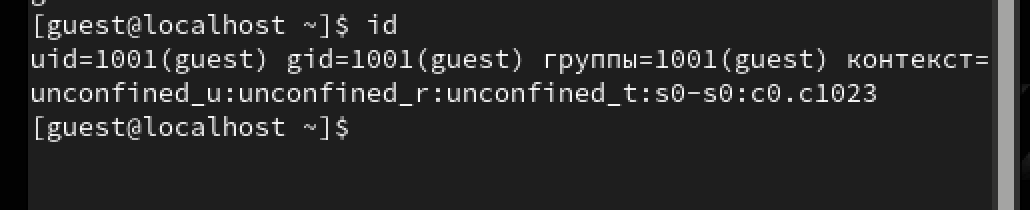 [guest@localhost ~]$ id
uid=1001(guest) gid=1001(guest) группы=1001(guest) контекст=
unconfined_u:unconfined_r:unconfined_t:s0-s0:c0.c1023
[guest@localhost ~]$